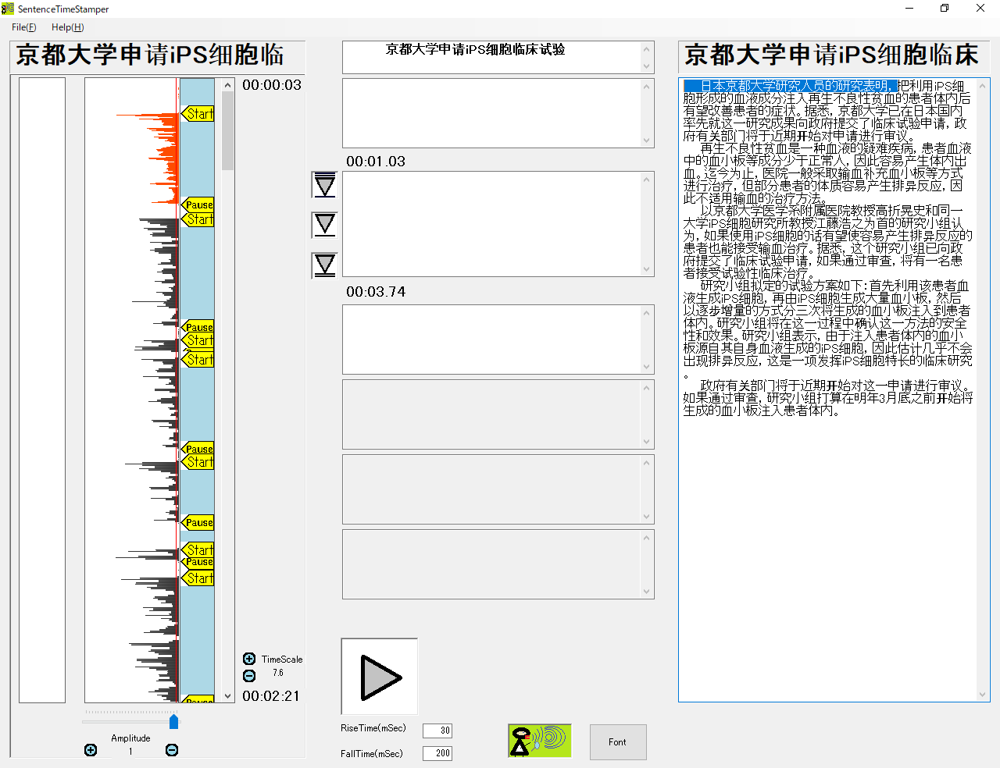 SentenceTimeStamper
File(F)
Help(H)
京都大学申请iPS细胞临
00:00:03
Start
Pause
Start
Pause
Start
Start
Pause
Start
Pause
Start
Pause
Start
Pause
TimeScale
7.6
00:02:21
Amplitude
1
京都大学申请iPS细胞临床试验
00:01.03
00:03.74
RiseTime(mSec)
30
FallTime(mSec)
200
Font
京都大学申请iPS细胞临床
日本京都大学研究人员的研究表明, 把利用iPS细
胞形成的血液成分注入再生不良性贫血的患者体内后
有望改善患者的症状。据悉, 京都大学已在日本国内
率先就这一研究成果向政府提交了临床试验申请, 政
府有关部门将于近期开始对申请进行审议。
再生不良性贫血是一种血液的疑难疾病, 患者血液
中的血小板等成分少于正常人, 因此容易产生体内出
血。迄今为止, 医院一般采取输血补充血小板等方式
进行治疗, 但部分患者的体质容易产生排异反应, 因
此不适用输血的治疗方法。
以京都大学医学系附属医院教授高折晃史和同一
大学iPS细胞研究所教授江藤浩之为首的研究小组认
为, 如果使用iPS细胞的话有望使容易产生排异反应的
患者也能接受输血治疗。据悉, 这个研究小组已向政
府提交了临床试验申请, 如果通过审查, 将有一名患
者接受试验性临床治疗。
研究小组拟定的试验方案如下: 首先利用该患者血
液生成iPS细胞, 再由iPS细胞生成大量血小板, 然后
以逐步增量的方式分三次将生成的血小板注入到患者
体内。研究小组将在这一过程中确认这一方法的安全
性和效果。研究小组表示, 由于注入患者体内的血小
板源自其自身血液生成的iPS细胞, 因此估计几乎不会
出现排异反应, 这是一项发挥iPS细胞特长的临床研究
。
政府有关部门将于近期开始对这一申请进行审议。
如果通过审查, 研究小组打算在明年3月底之前开始将
生成的血小板注入患者体内。